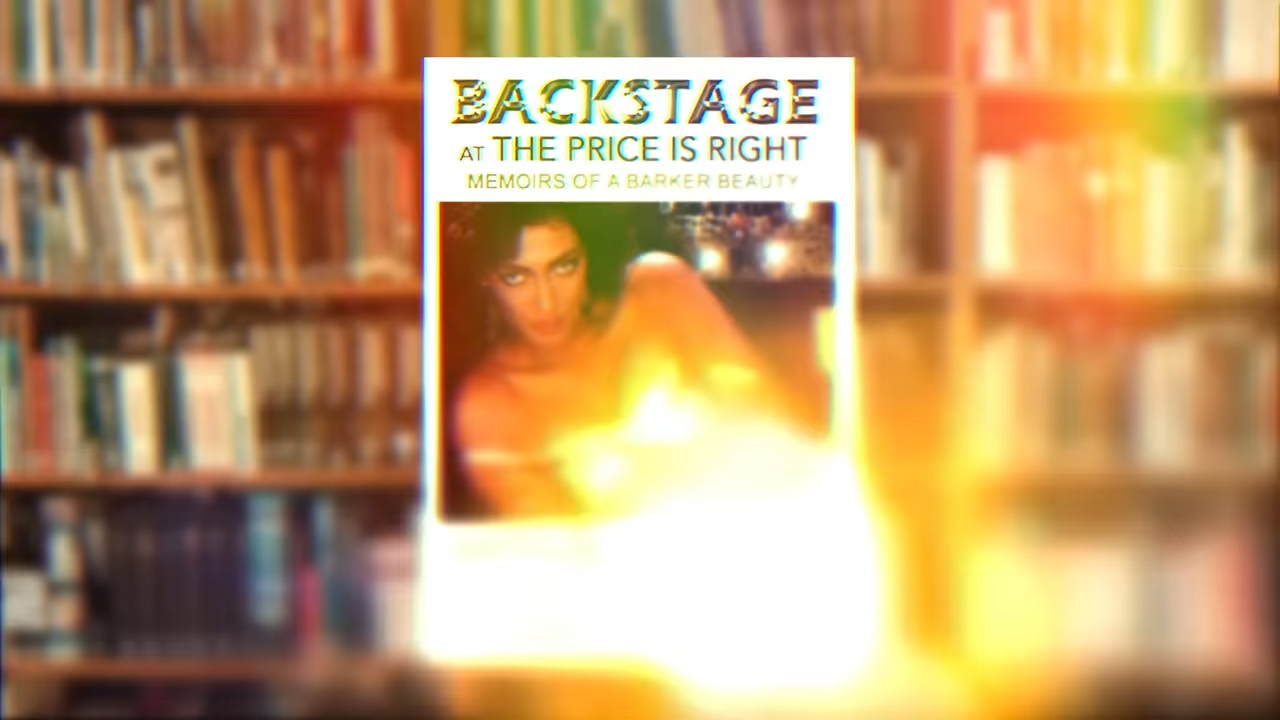 BACKSTAGE
AT THE PRICE IS RIGHT
MEMOIRS OF A BARKER BEAUTY